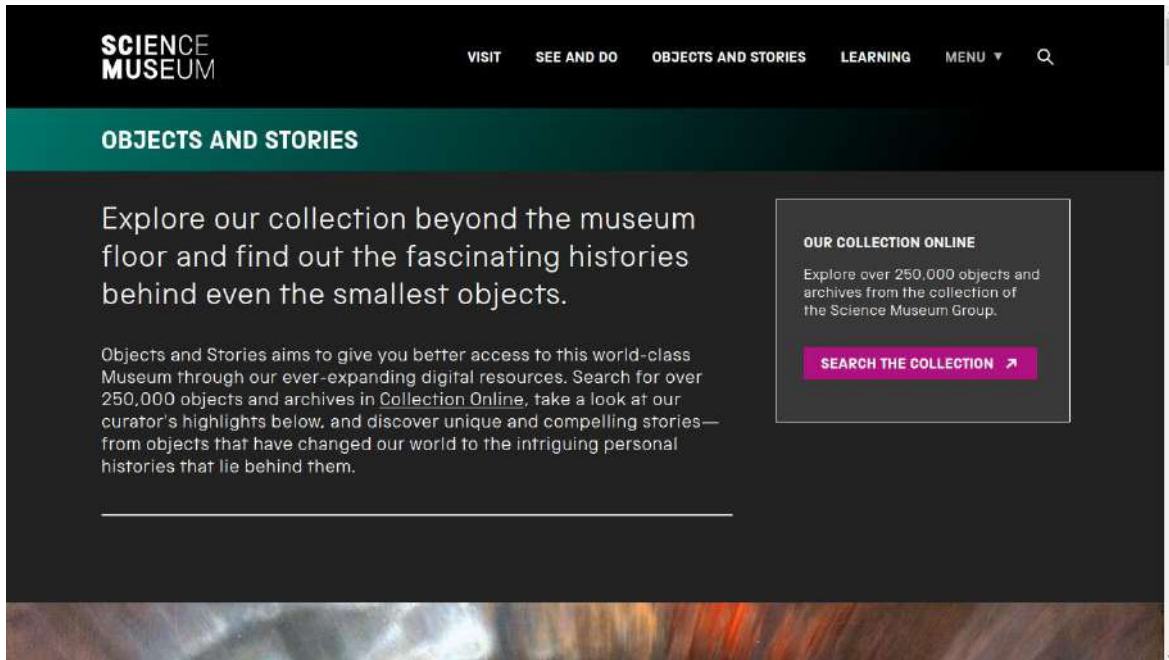 SCIENCE
MUSEUM
VISIT SEE AND DO OBJECTS AND STORIES LEARNING MENU ▼
OBJECTS AND STORIES
Explore our collection beyond the museum
floor and find out the fascinating histories
behind even the smallest objects.
Objects and Stories aims to give you better access to this world-class
Museum through our ever-expanding digital resources. Search for over
250,000 objects and archives in Collection Online, take a look at our
curator's highlights below, and discover unique and compelling stories—
from objects that have changed our world to the intriguing personal
histories that lie behind them.
OUR COLLECTION ONLINE
Explore over 250,000 objects and
archives from the collection of
the Science Museum Group.
SEARCH THE COLLECTION ↗